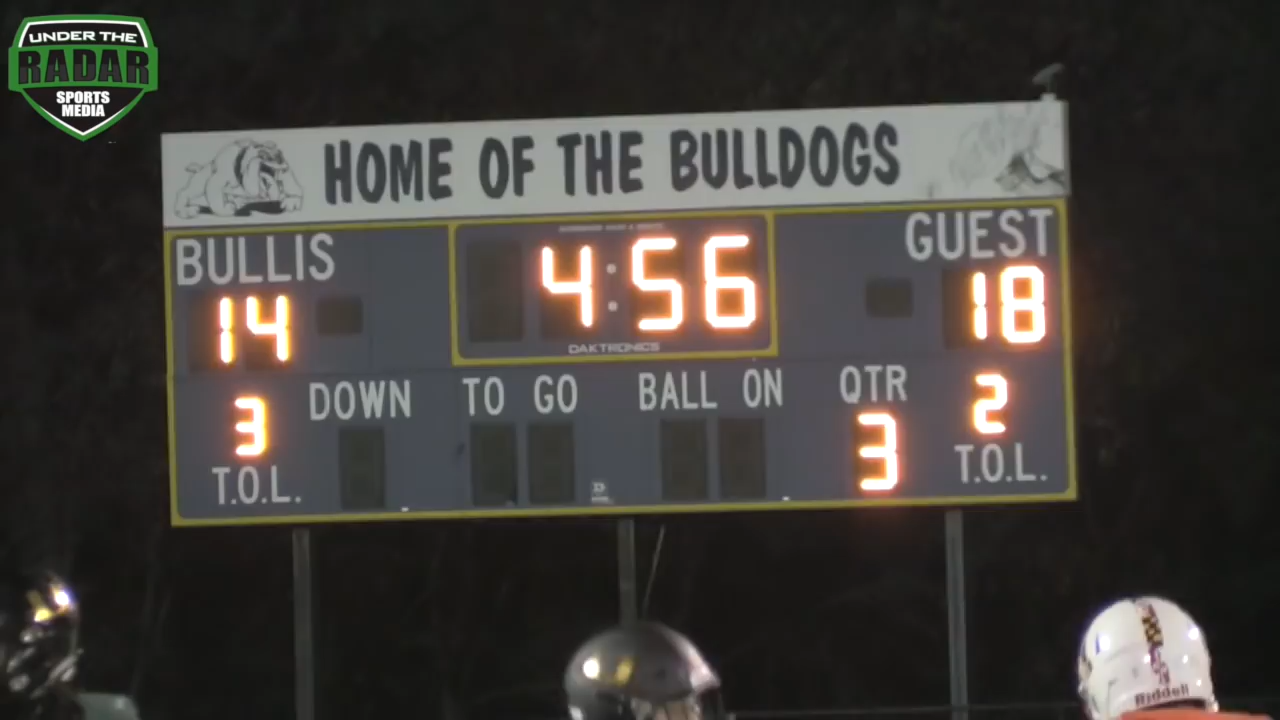 UNDER THE
RADAR
SPORTS
MEDIA
HOME OF THE BULLDOGS
BULLIS
GUEST
4:56
14
18
DAKTRONICS
DOWN TO GO BALL ON QTR
3
2
3
T.O.L.
T.O.L.
Riddell